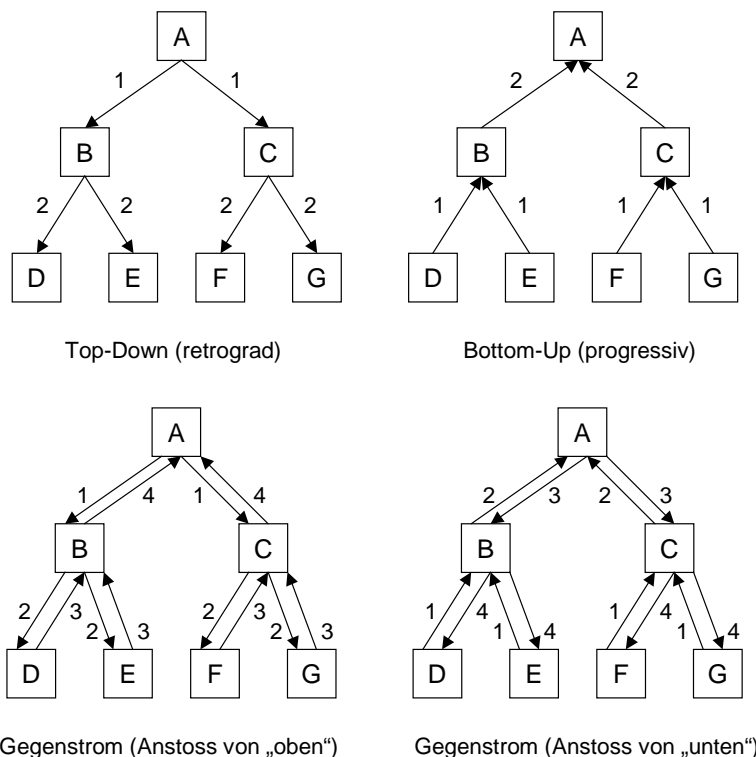 A
1 1
B C
2 2 2 2
D E F G
Top-Down (retrograd)
A
2 2
B C
1 1 1 1
D E F G
Bottom-Up (progressiv)
A
1 4 1 4
B C
2 3 2 3 2 3 2 3
D E F G
Gegenstrom (Anstoss von „oben“)
A
2 3 2 3
B C
1 4 1 4 1 4 1 4
D E F G
Gegenstrom (Anstoss von „unten“)